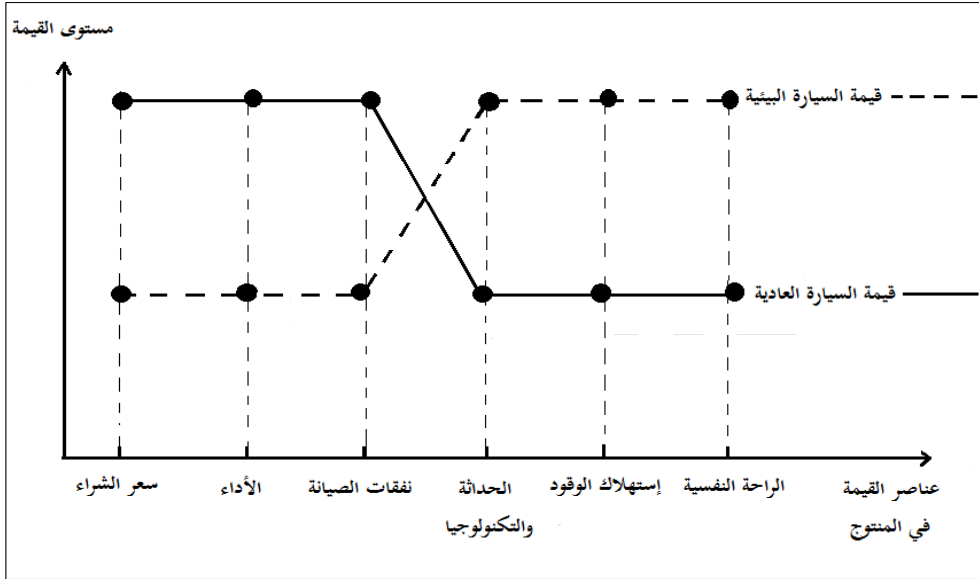 مستوى القيمة
قيمة السيارة البيئية
قيمة السيارة العادية
سعر الشراء
الأداء
نفقات الصيانة
الحداثة
والتكنولوجيا
إستهلاك الوقود
الراحة النفسية
عناصر القيمة
في المنتوج